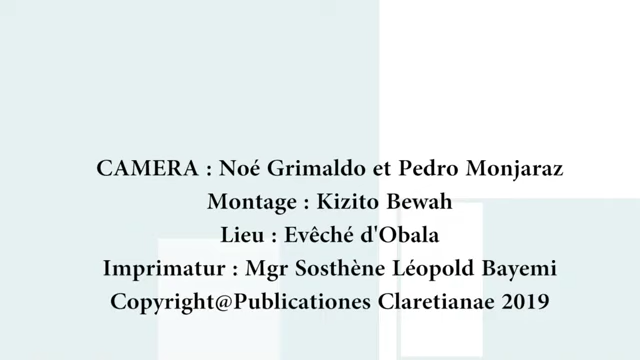 CAMERA : Noé Grimaldo et Pedro Monjaraz
Montage : Kizito Bewah
Lieu : Evêché d'Obala
Imprimatur : Mgr Sosthène Léopold Bayemi
Copyright@Publicationes Claretianae 2019